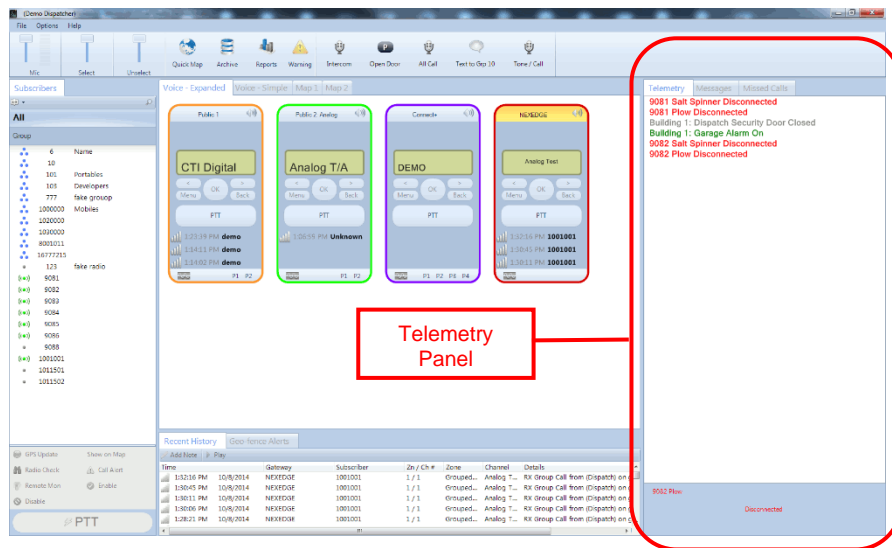 (Demo Dispatcher)
File Options Help
Mic Select Unselect
Quick Map Archive Reports Warning Intercom Open Door All Call Text to Grp 10 Tone / Call
Subscribers
All
Group
6 Name
10
101 Portables
103 Developers
777 fake grouop
1000000 Mobiles
1020000
1030000
8001011
16777215
123 fake radio
9081
9082
9083
9084
9085
9086
9088
1001001
1011501
1011502
GPS Update Show on Map
Radio Check Call Alert
Remote Mon Enable
Disable
PTT
Voice - Expanded Voice - Simple Map 1 Map 2
Public 1
CTI Digital
< >
Menu OK Back
PTT
1:23:39 PM demo
1:14:11 PM demo
1:14:02 PM demo
P1 P2
Public 2 Analog
Analog T/A
< >
Menu OK Back
PTT
1:08:55 PM Unknown
P1 P2
Connect+
DEMO
< >
Menu OK Back
PTT
P1 P2 P3 P4
NEXEDGE
Analog Test
< >
Menu OK Back
PTT
1:32:16 PM 1001001
1:30:45 PM 1001001
1:30:11 PM 1001001
P1 P2
Telemetry
Panel
Recent History Geo-fence Alerts
Add Note Play
Time Gateway Subscriber Zn / Ch # Zone Channel Details
1:32:16 PM 10/8/2014 NEXEDGE 1001001 1 / 1 Grouped... Analog T... RX Group Call from (Dispatch) on
1:30:45 PM 10/8/2014 NEXEDGE 1001001 1 / 1 Grouped... Analog T... RX Group Call from (Dispatch) on
1:30:11 PM 10/8/2014 NEXEDGE 1001001 1 / 1 Grouped... Analog T... RX Group Call from (Dispatch) on
1:30:06 PM 10/8/2014 NEXEDGE 1001001 1 / 1 Grouped... Analog T... RX Group Call from (Dispatch) on
1:28:21 PM 10/8/2014 NEXEDGE 1001001 1 / 1 Grouped... Analog T... RX Group Call from (Dispatch) on
Telemetry Messages Missed Calls
9081 Salt Spinner Disconnected
9081 Plow Disconnected
Building 1: Dispatch Security Door Closed
Building 1: Garage Alarm On
9082 Salt Spinner Disconnected
9082 Plow Disconnected
9082 Plow
Disconnected